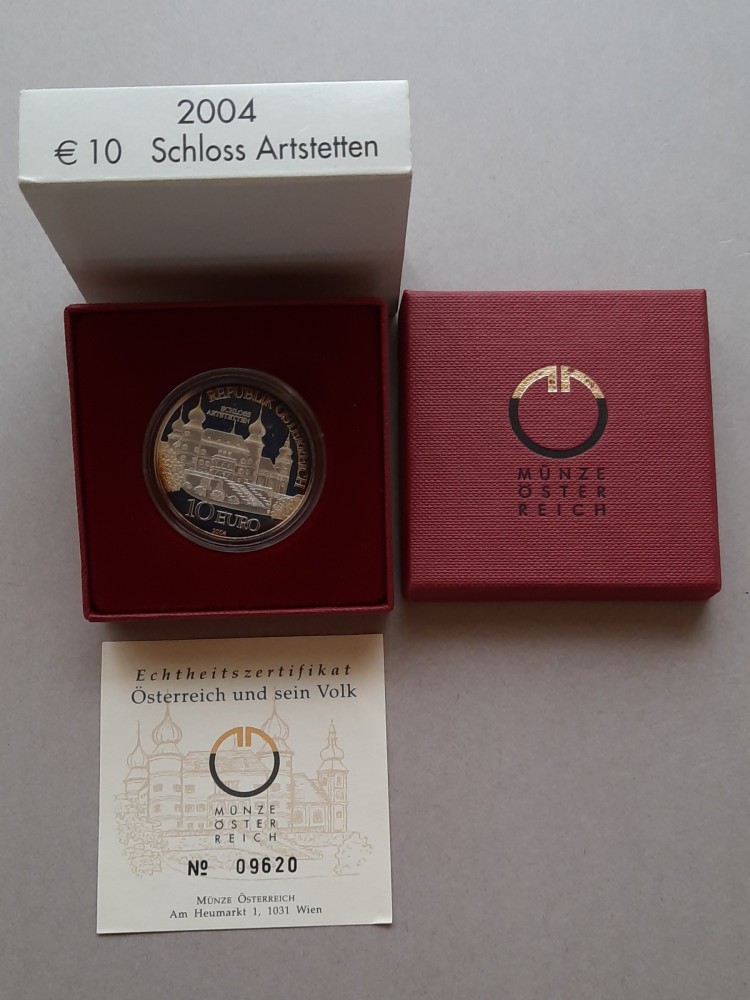 2004
€ 10 Schloss Artstetten
REPUBLIK ÖSTERREICH
SCHLOSS
ARTSTETTEN
10 EURO
2004
MÜNZE
ÖSTER
REICH
Echtheitszertifikat
Österreich und sein Volk
MÜNZE
ÖSTER
REICH
№ 09620
MÜNZE ÖSTERREICH
Am Heumarkt 1, 1031 Wien